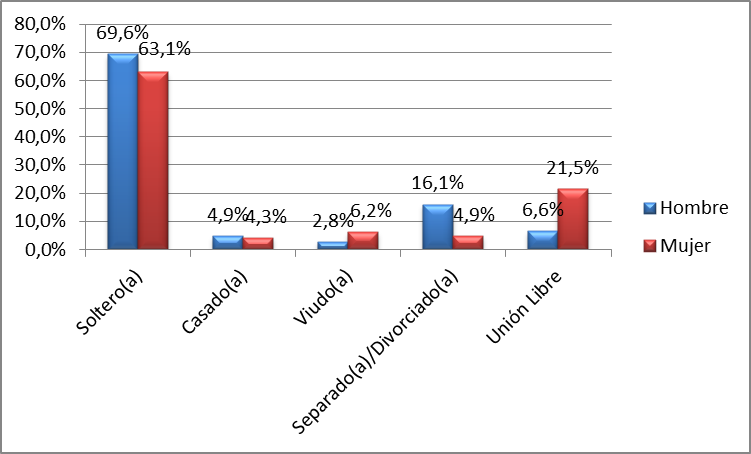 80,0%
70,0%
60,0%
50,0%
40,0%
30,0%
20,0%
10,0%
0,0%
69,6%
63,1%
4,9%
4,3%
2,8%
6,2%
16,1%
4,9%
6,6%
21,5%
Soltero(a)
Casado(a)
Viudo(a)
Separado(a)/Divorciado(a)
Unión Libre
Hombre
Mujer